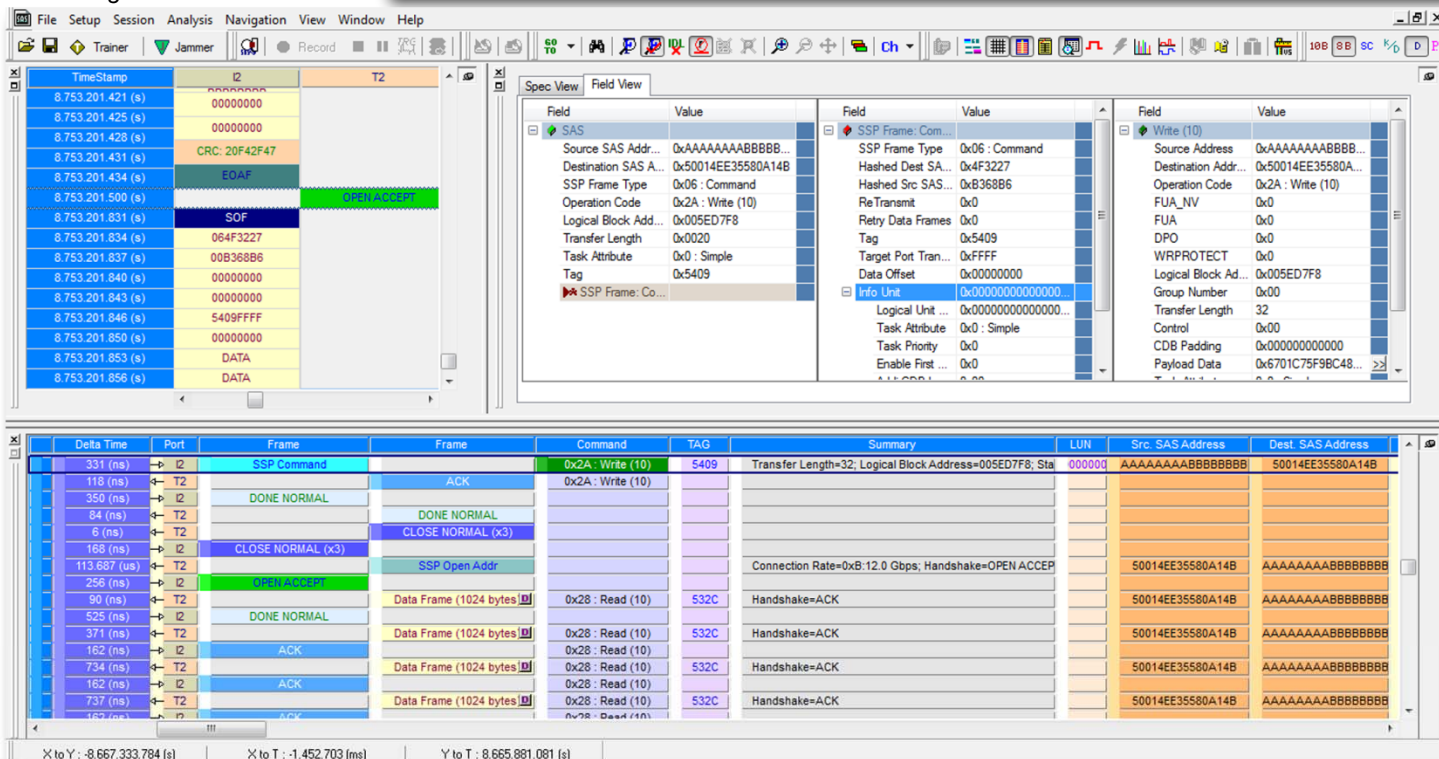 File Setup Session Analysis Navigation View Window Help
Trainer Jammer Record GO TO IDL Ch 10B 8B SC K/D D P
TimeStamp I2 T2
8.753.201.421 (s) 00000000
8.753.201.425 (s)
8.753.201.428 (s) 00000000
8.753.201.431 (s) CRC: 20F42F47
8.753.201.434 (s) EOAF
8.753.201.500 (s) OPEN ACCEPT
8.753.201.831 (s) SOF
8.753.201.834 (s) 064F3227
8.753.201.837 (s) 00B368B6
8.753.201.840 (s) 00000000
8.753.201.843 (s) 00000000
8.753.201.846 (s) 5409FFFF
8.753.201.850 (s) 00000000
8.753.201.853 (s) DATA
8.753.201.856 (s) DATA
Spec View Field View
Field Value
SAS
Source SAS Addr... 0xAAAAAAAABBBBB...
Destination SAS A... 0x50014EE35580A14B
SSP Frame Type 0x06 : Command
Operation Code 0x2A : Write (10)
Logical Block Add... 0x005ED7F8
Transfer Length 0x0020
Task Attribute 0x0 : Simple
Tag 0x5409
SSP Frame: Co...
Field Value
SSP Frame: Com...
SSP Frame Type 0x06 : Command
Hashed Dest SA... 0x4F3227
Hashed Src SAS... 0xB368B6
ReTransmit 0x0
Retry Data Frames 0x0
Tag 0x5409
Target Port Tran... 0xFFFF
Data Offset 0x00000000
Info Unit 0x00000000000000...
Logical Unit ... 0x00000000000000...
Task Attribute 0x0 : Simple
Task Priority 0x0
Enable First ... 0x0
Field Value
Write (10)
Source Address 0xAAAAAAAABBBB...
Destination Addr... 0x50014EE35580A...
Operation Code 0x2A : Write (10)
FUA_NV 0x0
FUA 0x0
DPO 0x0
WRPROTECT 0x0
Logical Block Ad... 0x005ED7F8
Group Number 0x00
Transfer Length 32
Control 0x00
CDB Padding 0x000000000000
Payload Data 0x6701C75F9BC48... >>
Delta Time Port Frame Frame Command TAG Summary LUN Src. SAS Address Dest. SAS Address
331 (ns) I2 SSP Command 0x2A : Write (10) 5409 Transfer Length=32; Logical Block Address=005ED7F8; Sta 000000 AAAAAAAABBBBBBBB 50014EE35580A14B
118 (ns) T2 ACK 0x2A : Write (10)
350 (ns) I2 DONE NORMAL
84 (ns) T2 DONE NORMAL
6 (ns) T2 CLOSE NORMAL (x3)
168 (ns) I2 CLOSE NORMAL (x3)
113.687 (us) T2 SSP Open Addr Connection Rate=0xB:12.0 Gbps; Handshake=OPEN ACCEP 50014EE35580A14B AAAAAAAABBBBBBBB
256 (ns) I2 OPEN ACCEPT
90 (ns) T2 Data Frame (1024 bytes) D 0x28 : Read (10) 532C Handshake=ACK 50014EE35580A14B AAAAAAAABBBBBBBB
525 (ns) I2 DONE NORMAL
371 (ns) T2 Data Frame (1024 bytes) D 0x28 : Read (10) 532C Handshake=ACK 50014EE35580A14B AAAAAAAABBBBBBBB
162 (ns) I2 ACK 0x28 : Read (10)
734 (ns) T2 Data Frame (1024 bytes) D 0x28 : Read (10) 532C Handshake=ACK 50014EE35580A14B AAAAAAAABBBBBBBB
162 (ns) I2 ACK 0x28 : Read (10)
737 (ns) T2 Data Frame (1024 bytes) D 0x28 : Read (10) 532C Handshake=ACK 50014EE35580A14B AAAAAAAABBBBBBBB
162 (ns) I2 ACK 0x28 : Read (10)
X to Y : -8.667.333.784 (s) X to T : -1.452.703 (ms) Y to T : 8.665.881.081 (s)